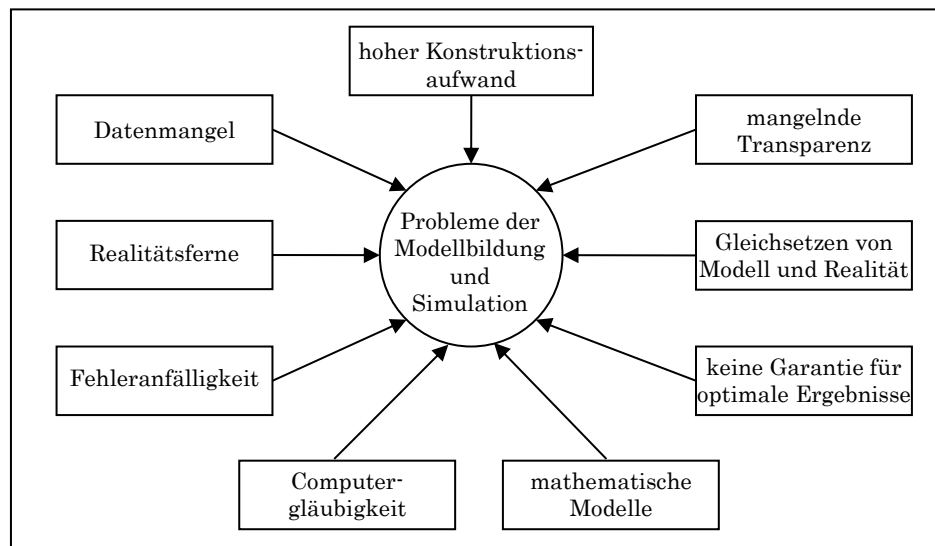 hoher Konstruktions-
aufwand
Datenmangel
mangelnde
Transparenz
Realitätsferne
Probleme der
Modellbildung
und
Simulation
Gleichsetzen von
Modell und Realität
Fehleranfälligkeit
keine Garantie für
optimale Ergebnisse
Computer-
gläubigkeit
mathematische
Modelle